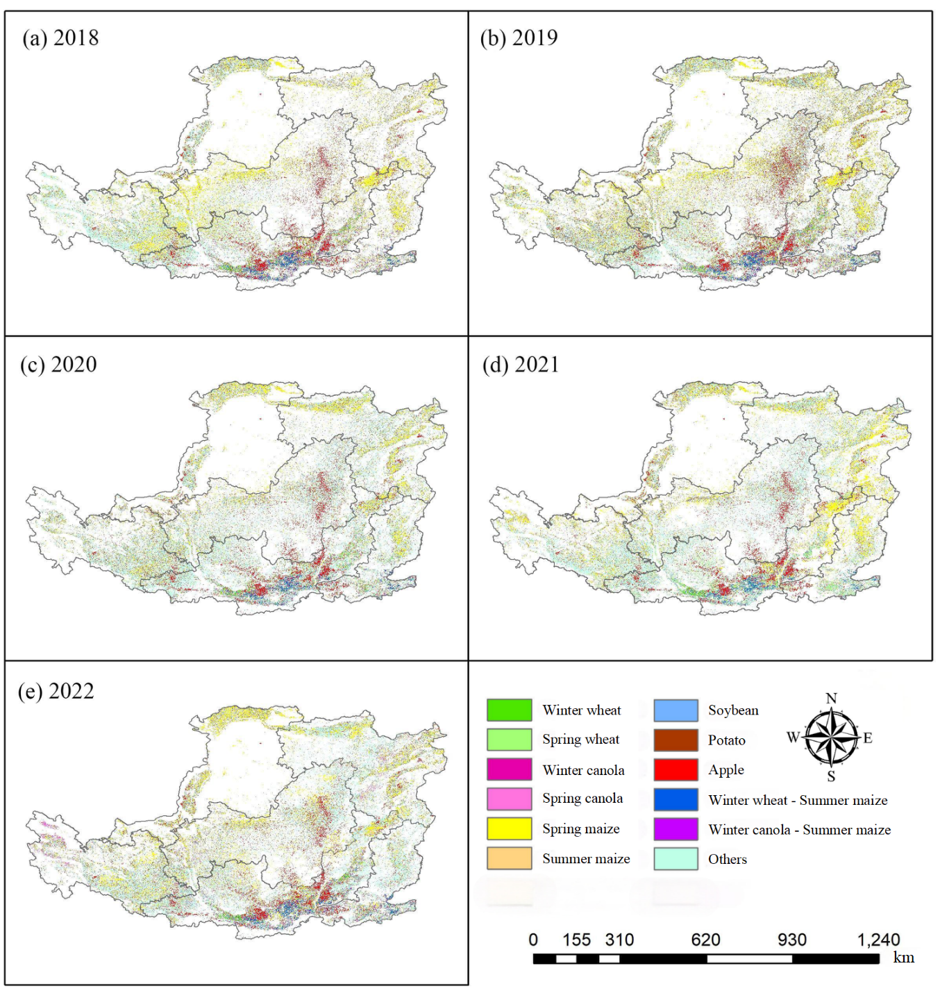 (a) 2018
(b) 2019
(c) 2020
(d) 2021
(e) 2022
Winter wheat
Spring wheat
Winter canola
Spring canola
Spring maize
Summer maize
Soybean
Potato
Apple
Winter wheat - Summer maize
Winter canola - Summer maize
Others
N
W E
S
0 155 310 620 930 1,240
km